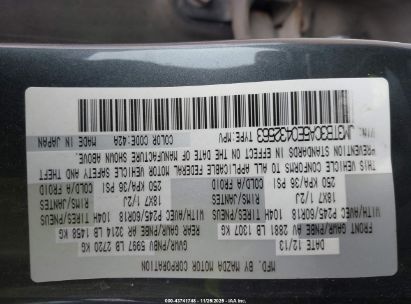 MFD BY MAZDA MOTOR CORPORATION
DATE 12/13 GVWR/PNBV 5997 LB 2720 KG
FRONT GAWR/PNBE AV 2881 LB 1307 KG REAR GAWR/PNBE AR 3214 LB 1458 KG
WITH/AVEC P245/60R18 TIRES/PNEUS 104H WITH/AVEC P245/60R18 TIRES/PNEUS 104H
18X7 1/2J RIMS/JANTES 18X7 1/2J RIMS/JANTES
250 KPA/36 PSI COLD/A FROID 250 KPA/36 PSI COLD/A FROID
THIS VEHICLE CONFORMS TO ALL APPLICABLE FEDERAL MOTOR VEHICLE SAFETY AND THEFT
PREVENTION STANDARDS IN EFFECT ON THE DATE OF MANUFACTURE SHOWN ABOVE.
VIN: JM3TB3CA6E0432563 TYPE:MPV COLOR CODE:42A MADE IN JAPAN